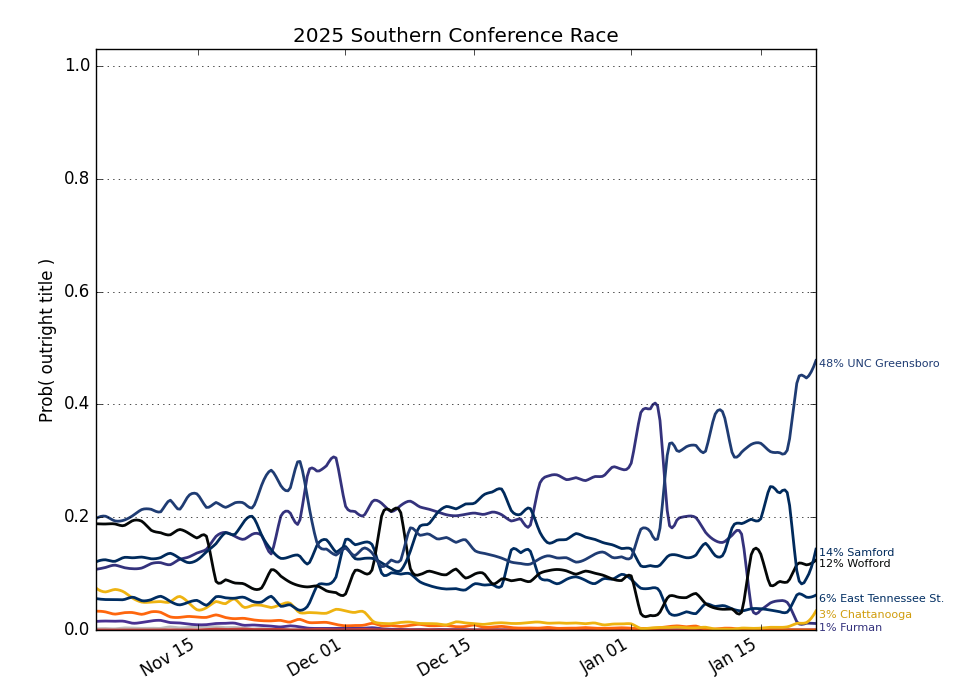 2025 Southern Conference Race
1.0
0.8
0.6
0.4
0.2
0.0
Prob( outright title )
48% UNC Greensboro
14% Samford
12% Wofford
6% East Tennessee St.
3% Chattanooga
1% Furman
Nov 15
Dec 01
Dec 15
Jan 01
Jan 15